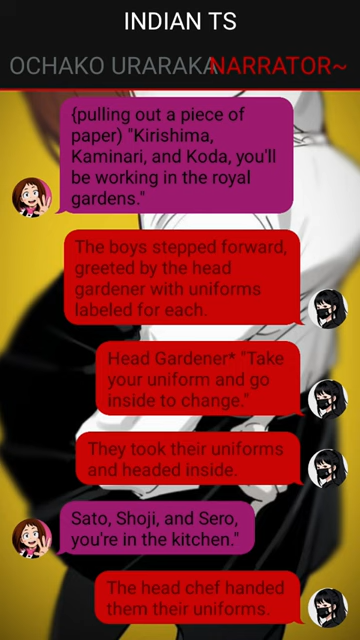 INDIAN TS
OCHAKO URARAKA NARRATOR~
{pulling out a piece of
paper) "Kirishima,
Kaminari, and Koda, you'll
be working in the royal
gardens."
The boys stepped forward,
greeted by the head
gardener with uniforms
labeled for each.
Head Gardener* "Take
your uniform and go
inside to change."
They took their uniforms
and headed inside.
Sato, Shoji, and Sero,
you're in the kitchen."
The head chef handed
them their uniforms.